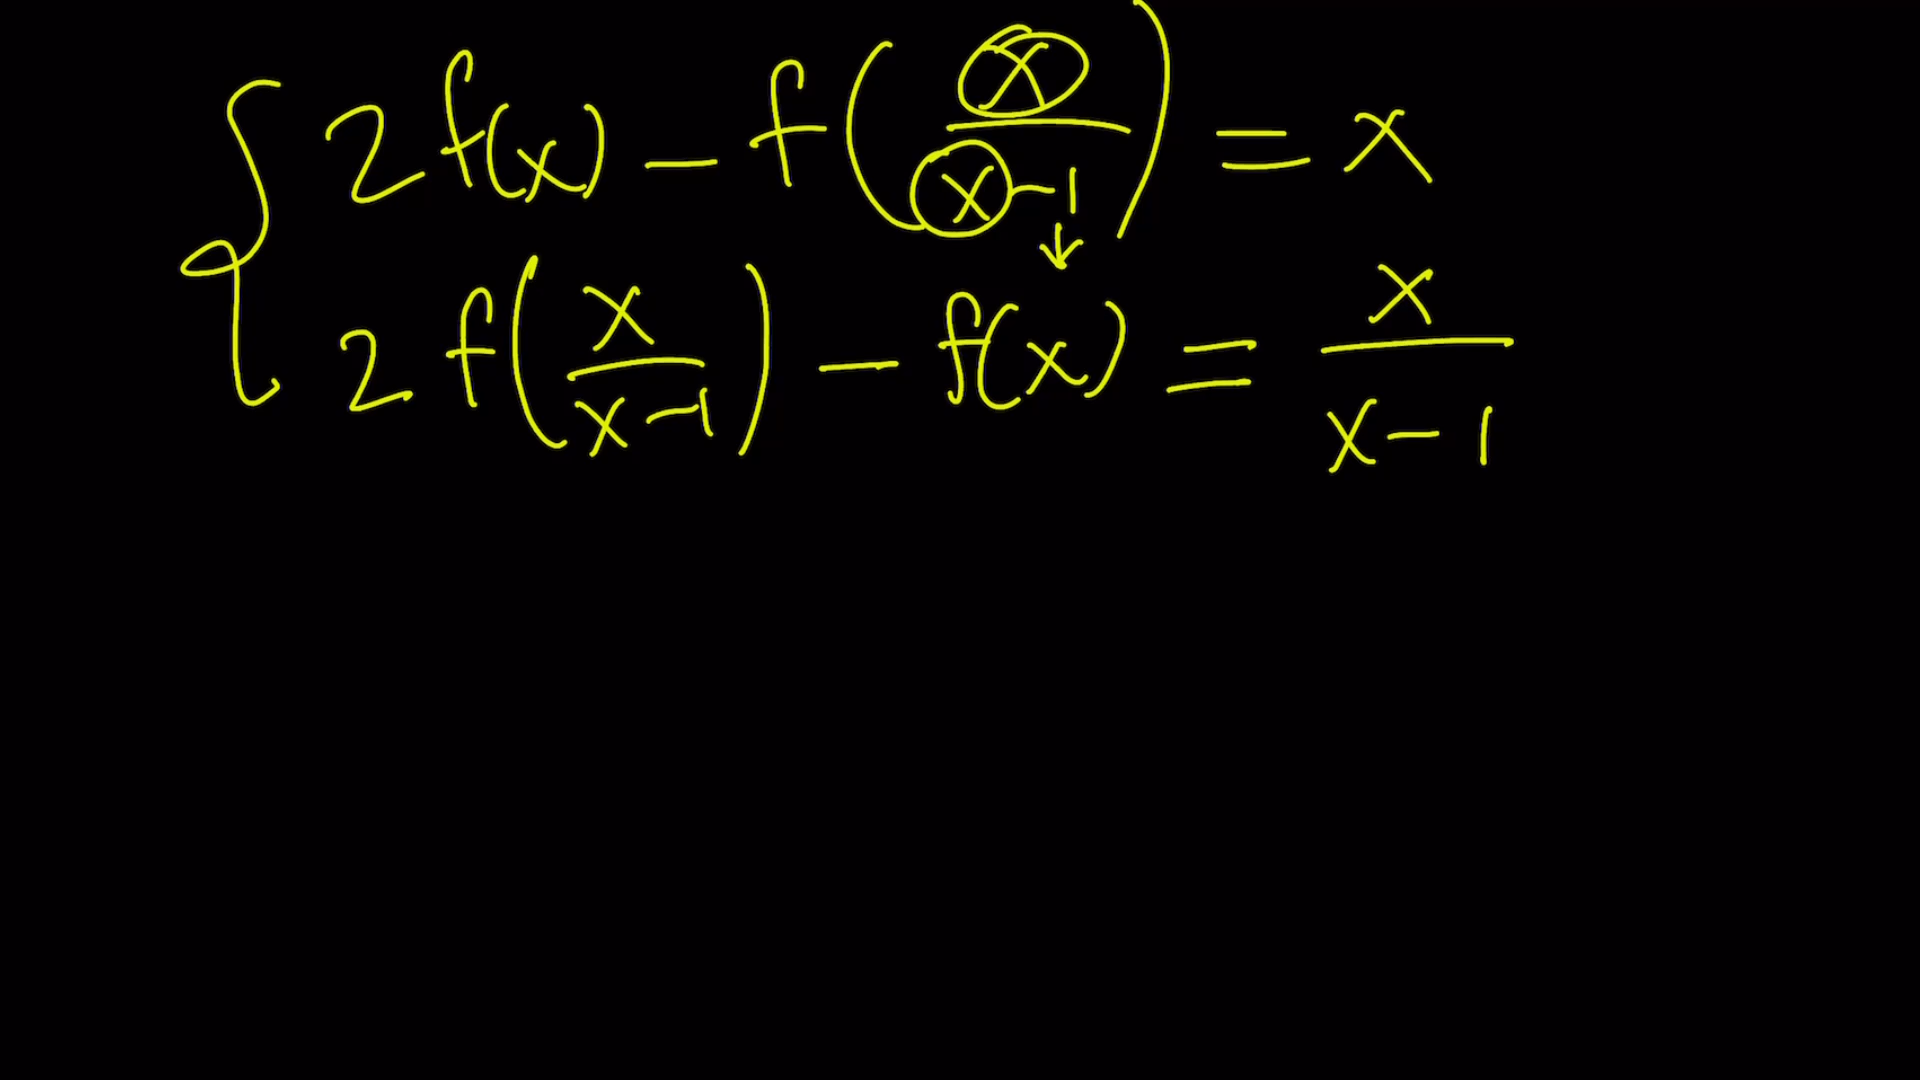 2f(x) - f(x/(x-1)) = x
2f(x/(x-1)) - f(x) = x/(x-1)